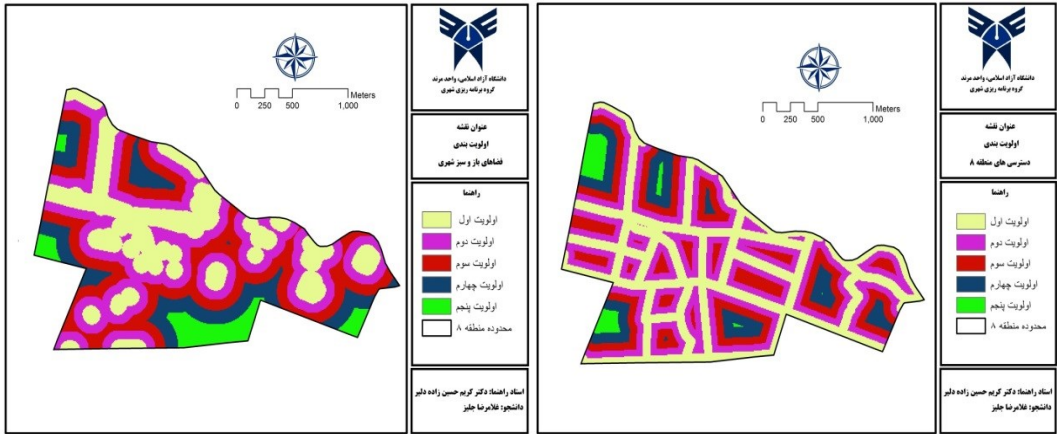 دانشگاه آزاد اسلامی، واحد مرند
گروه برنامه ریزی شهری
عنوان نقشه
اولویت بندی
فضاهای باز و سبز شهری
راهنما
اولویت اول
اولویت دوم
اولویت سوم
اولویت چهارم
اولویت پنجم
محدوده منطقه ۸
استاد راهنما: دکتر کریم حسین زاده دلیر
دانشجو: غلامرضا جلیز
Meters
0 250 500 1,000
دانشگاه آزاد اسلامی، واحد مرند
گروه برنامه ریزی شهری
عنوان نقشه
اولویت بندی
دسترسی های منطقه ۸
راهنما
اولویت اول
اولویت دوم
اولویت سوم
اولویت چهارم
اولویت پنجم
محدوده منطقه ۸
استاد راهنما: دکتر کریم حسین زاده دلیر
دانشجو: غلامرضا جلیز
Meters
0 250 500 1,000